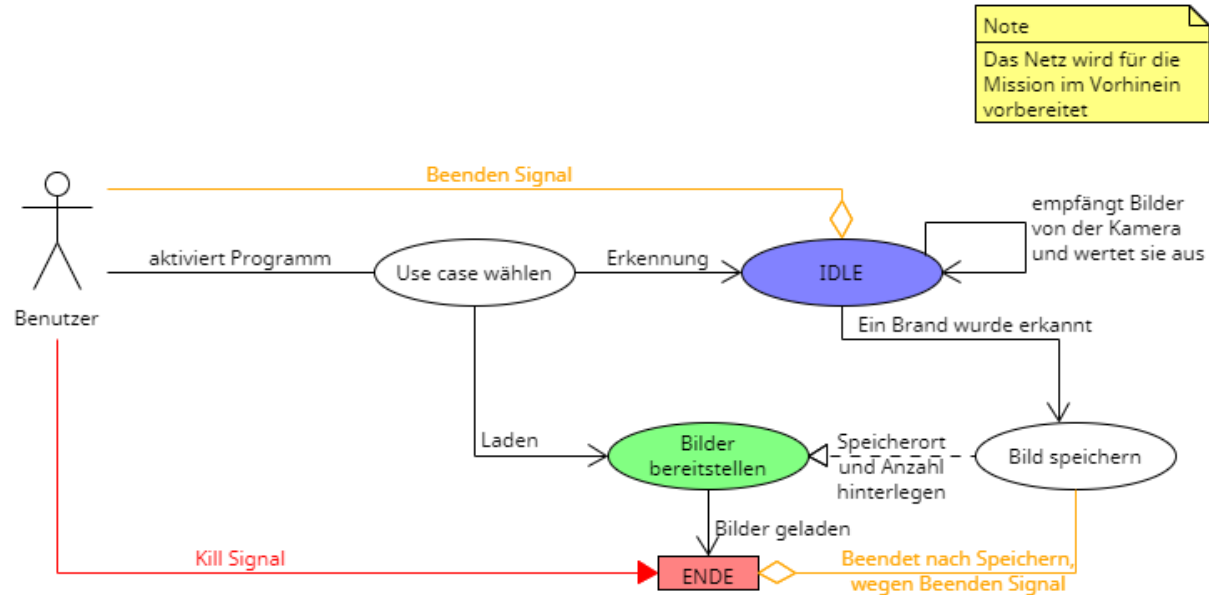 Note
Das Netz wird für die
Mission im Vorhinein
vorbereitet
Beenden Signal
empfängt Bilder
von der Kamera
und wertet sie aus
aktiviert Programm
Use case wählen
Erkennung
IDLE
Benutzer
Ein Brand wurde erkannt
Laden
Bilder
bereitstellen
Speicherort
und Anzahl
hinterlegen
Bild speichern
Bilder geladen
Kill Signal
ENDE
Beendet nach Speichern,
wegen Beenden Signal